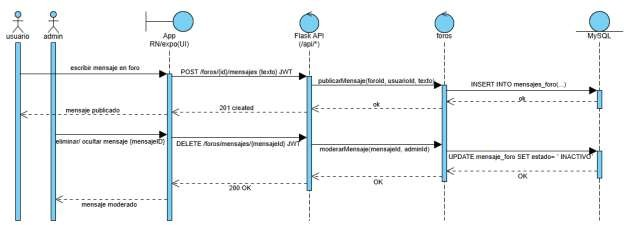 usuario
admin
App
RN/expo(UI)
Flask API
(/api/*)
foros
MySQL
escribir mensaje en foro
POST /foros/{id}/mensajes {texto} JWT
publicarMensaje(foroId, usuarioId, texto)
INSERT INTO mensajes_foro(...)
ok
ok
201 created
mensaje publicado
eliminar/ ocultar mensaje (mensajeID)
DELETE /foros/mensajes/{mensajeId} JWT
moderarMensaje(mensajeId, adminId)
UPDATE mensaje_foro SET estado= ' INACTIVO'
OK
OK
200 OK
mensaje moderado